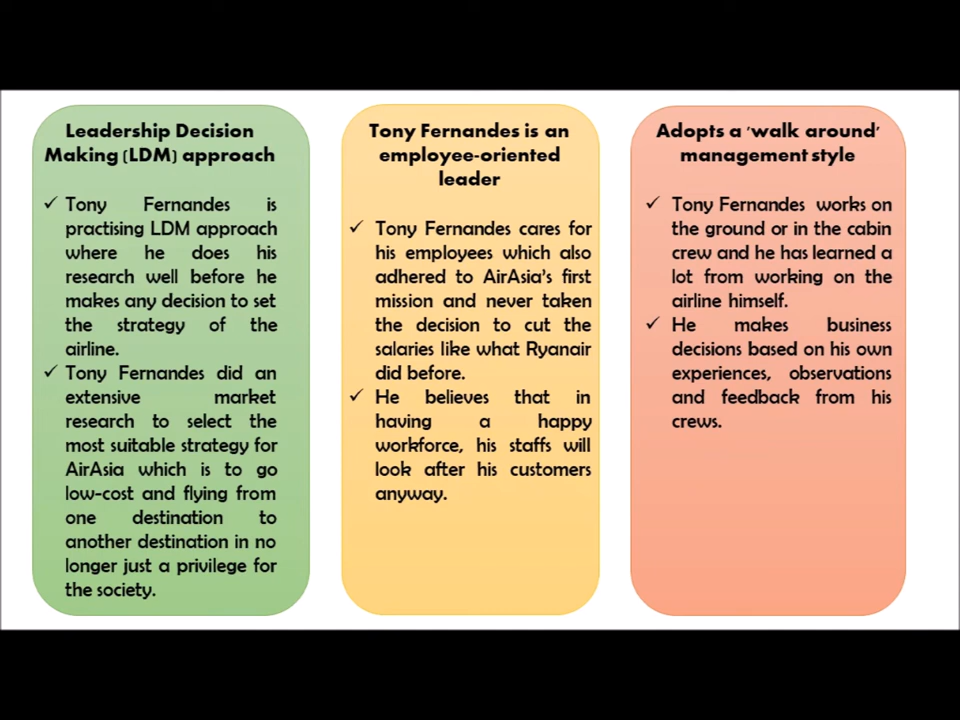 Leadership Decision
Making (LDM) approach
✓ Tony Fernandes is
practising LDM approach
where he does his
research well before he
makes any decision to set
the strategy of the
airline.
✓ Tony Fernandes did an
extensive market
research to select the
most suitable strategy for
AirAsia which is to go
low-cost and flying from
one destination to
another destination in no
longer just a privilege for
the society.
Tony Fernandes is an
employee-oriented
leader
✓ Tony Fernandes cares for
his employees which also
adhered to AirAsia's first
mission and never taken
the decision to cut the
salaries like what Ryanair
did before.
✓ He believes that in
having a happy
workforce, his staffs will
look after his customers
anyway.
Adopts a 'walk around'
management style
✓ Tony Fernandes works on
the ground or in the cabin
crew and he has learned a
lot from working on the
airline himself.
✓ He makes business
decisions based on his own
experiences, observations
and feedback from his
crews.